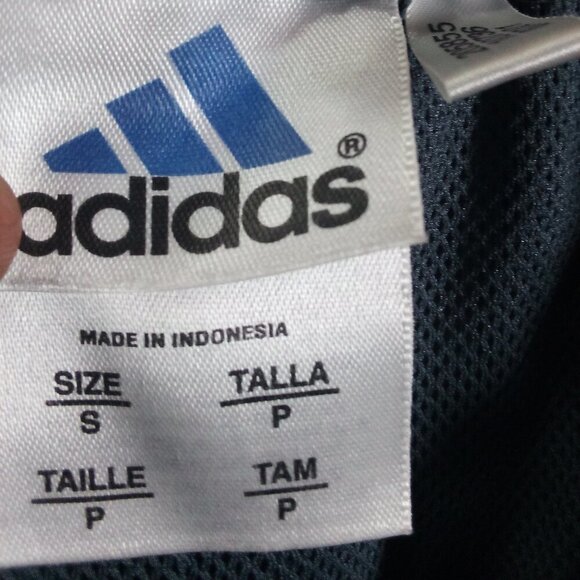 adidas®
MADE IN INDONESIA
SIZE TALLA
S P
TAILLE TAM
P P